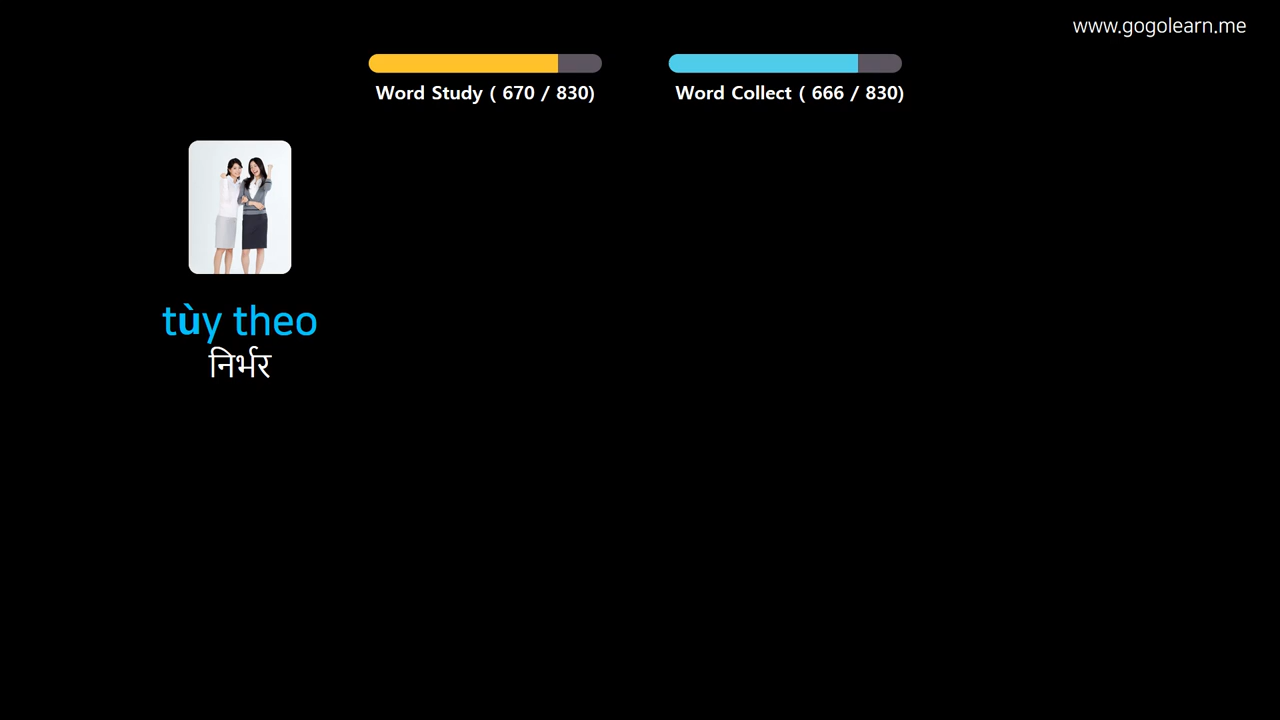 www.gogolearn.me
Word Study ( 670 / 830)
Word Collect ( 666 / 830)
tùy theo
निर्भर